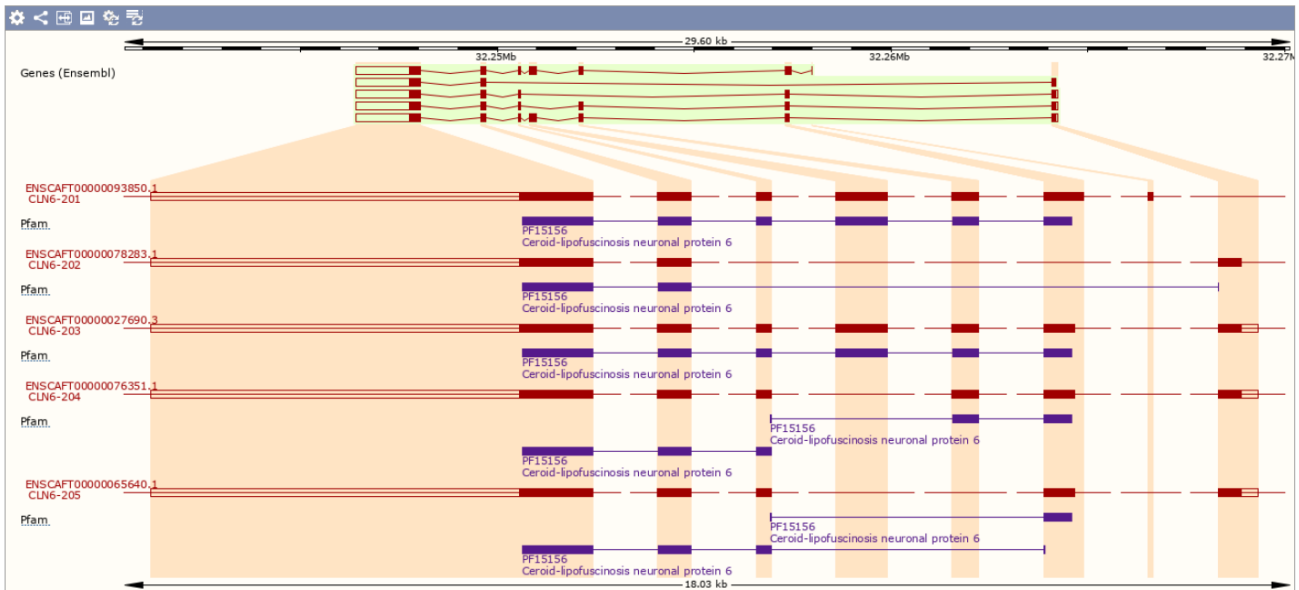 29.60 kb
32.25Mb
32.26Mb
32.27M
Genes (Ensembl)
ENSCAFT00000093850.1
CLN6-201
Pfam
PF15156
Ceroid-lipofuscinosis neuronal protein 6
ENSCAFT00000078283.1
CLN6-202
Pfam
PF15156
Ceroid-lipofuscinosis neuronal protein 6
ENSCAFT00000027690.3
CLN6-203
Pfam
PF15156
Ceroid-lipofuscinosis neuronal protein 6
ENSCAFT00000076351.1
CLN6-204
Pfam
PF15156
Ceroid-lipofuscinosis neuronal protein 6
PF15156
Ceroid-lipofuscinosis neuronal protein 6
ENSCAFT00000065640.1
CLN6-205
Pfam
PF15156
Ceroid-lipofuscinosis neuronal protein 6
PF15156
Ceroid-lipofuscinosis neuronal protein 6
18.03 kb